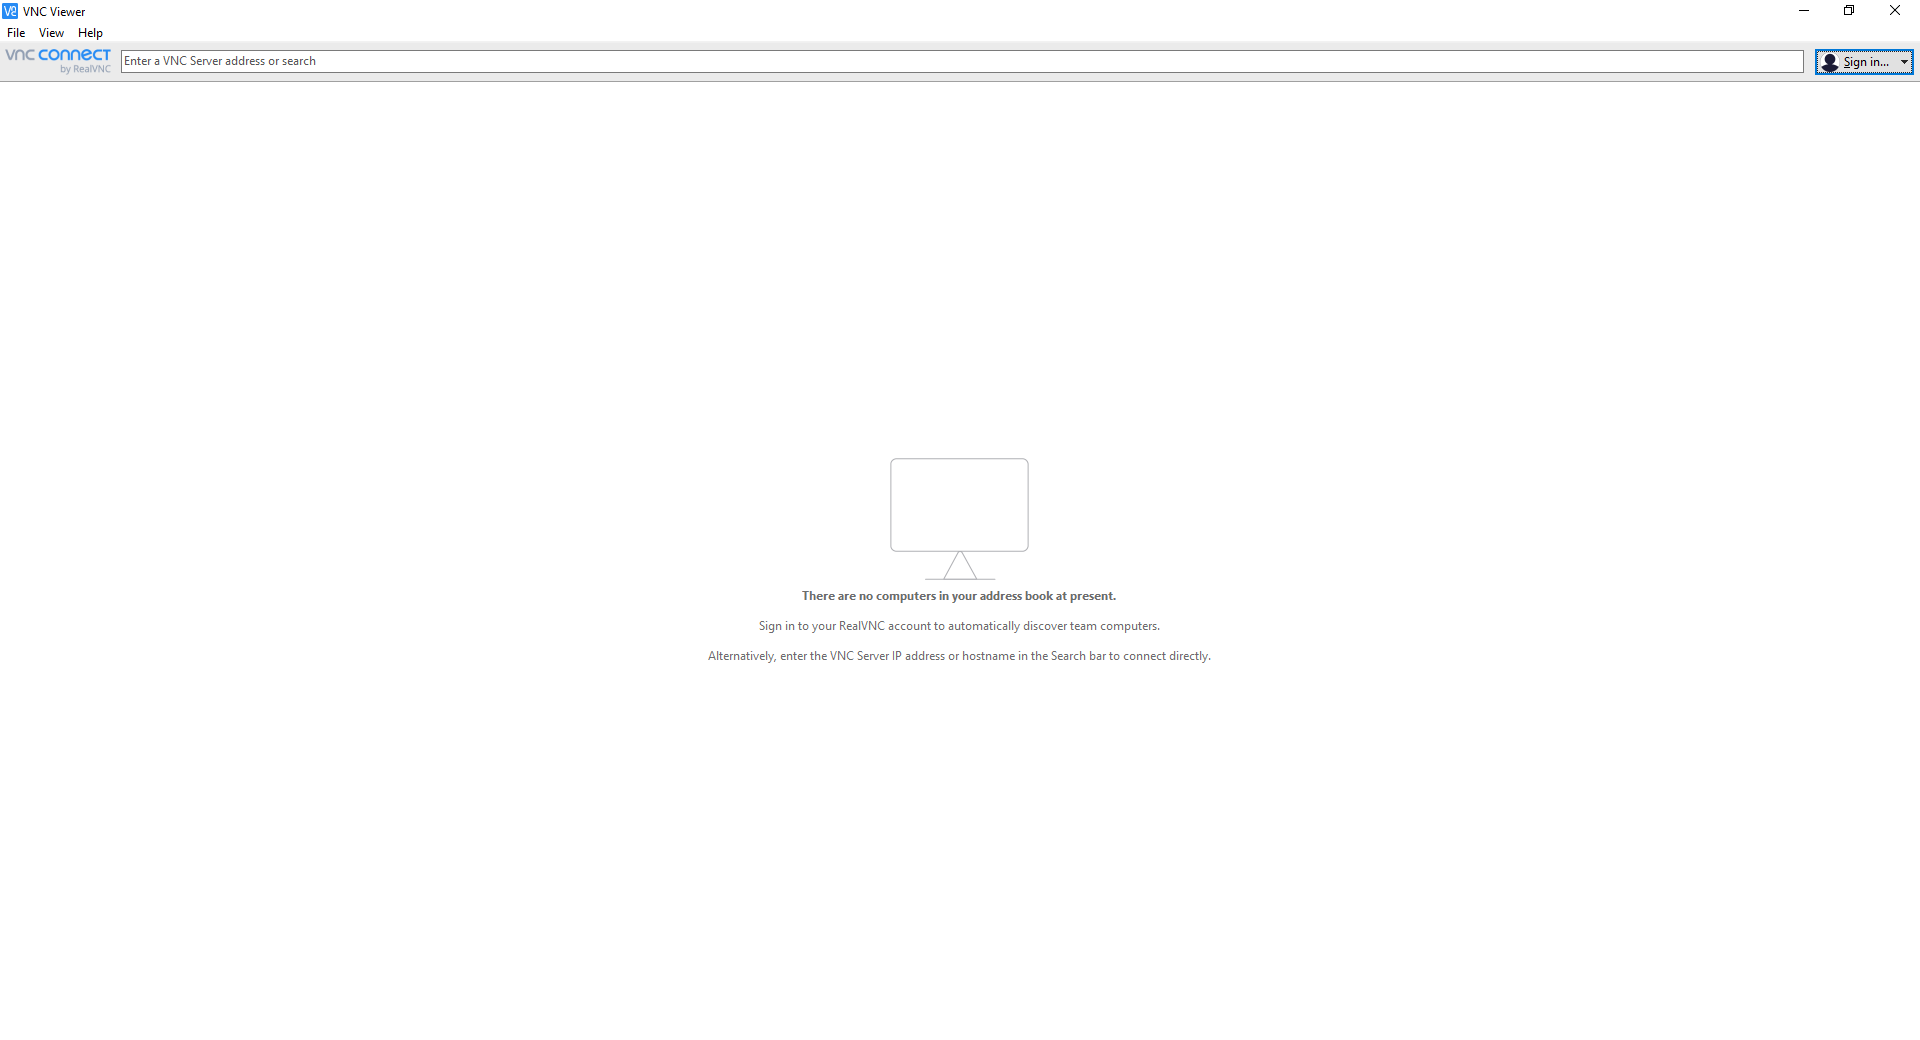 VNC Viewer
File View Help
vnc connect
by RealVNC
Enter a VNC Server address or search
Sign in...
There are no computers in your address book at present.
Sign in to your RealVNC account to automatically discover team computers.
Alternatively, enter the VNC Server IP address or hostname in the Search bar to connect directly.